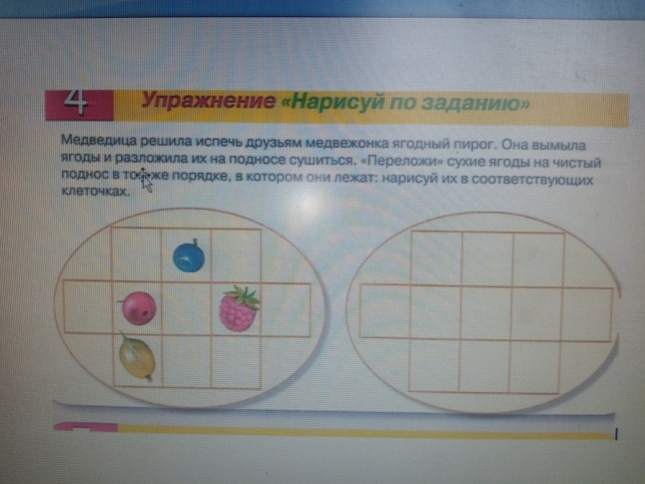 4 Упражнение «Нарисуй по заданию»
Медведица решила испечь друзьям медвежонка ягодный пирог. Она вымыла
ягоды и разложила их на подносе сушиться. «Переложи» сухие ягоды на чистый
поднос в том же порядке, в котором они лежат: нарисуй их в соответствующих
клеточках.